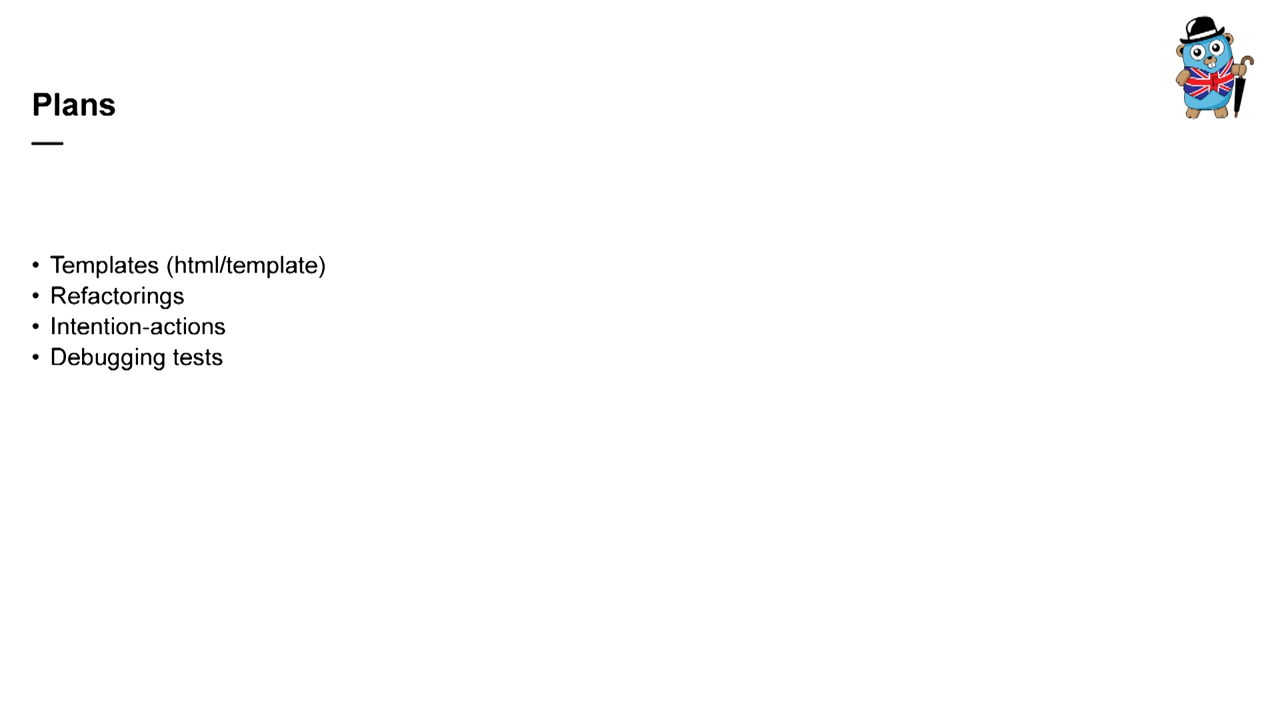 Plans
• Templates (html/template)
• Refactorings
• Intention-actions
• Debugging tests